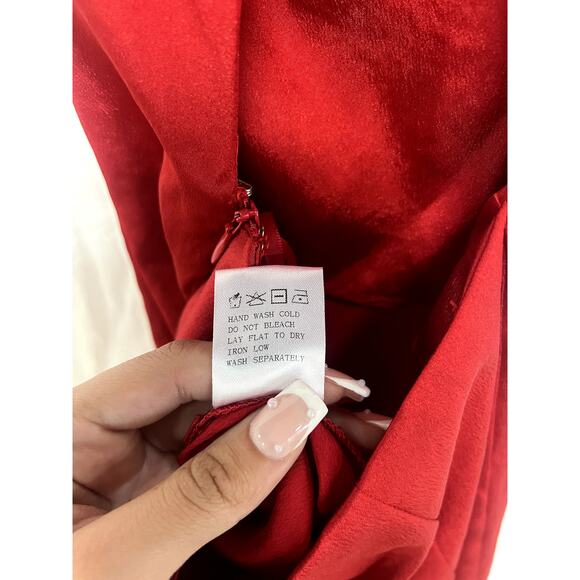 HAND WASH COLD
DO NOT BLEACH
LAY FLAT TO DRY
IRON LOW
WASH SEPARATELY